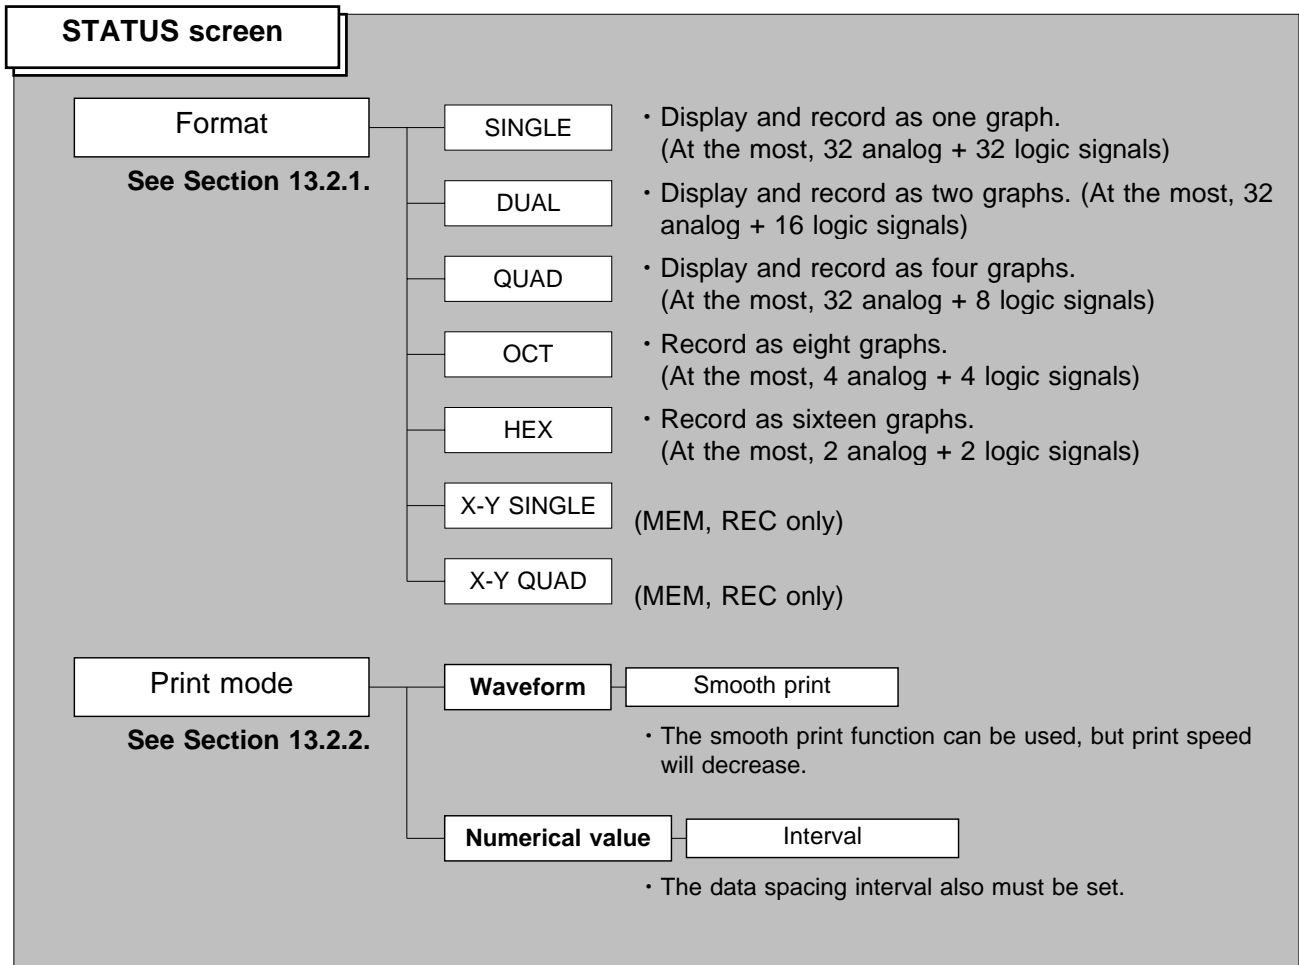 STATUS screen
Format
See Section 13.2.1.
SINGLE
・Display and record as one graph.
(At the most, 32 analog + 32 logic signals)
DUAL
・Display and record as two graphs. (At the most, 32
analog + 16 logic signals)
QUAD
・Display and record as four graphs.
(At the most, 32 analog + 8 logic signals)
OCT
・Record as eight graphs.
(At the most, 4 analog + 4 logic signals)
HEX
・Record as sixteen graphs.
(At the most, 2 analog + 2 logic signals)
X-Y SINGLE
(MEM, REC only)
X-Y QUAD
(MEM, REC only)
Print mode
See Section 13.2.2.
Waveform
Smooth print
・The smooth print function can be used, but print speed
will decrease.
Numerical value
Interval
・The data spacing interval also must be set.